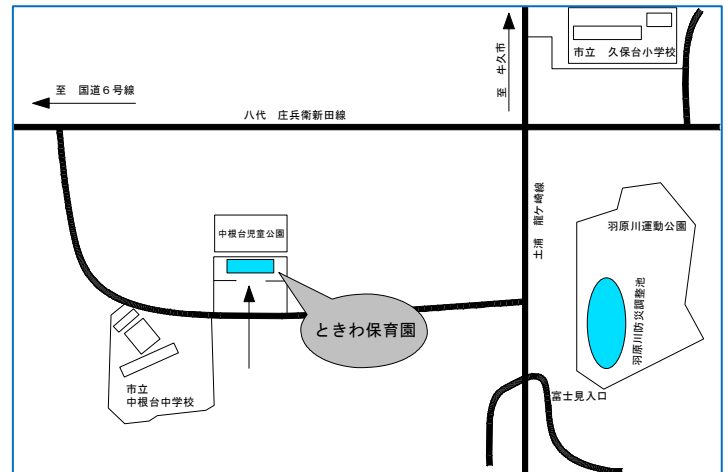 至 牛久市
市立 久保台小学校
至 国道6号線
八代 庄兵衛新田線
土浦 龍ケ崎線
中根台児童公園
羽原川運動公園
羽原川防災調整池
ときわ保育園
市立
中根台中学校
富士見入口